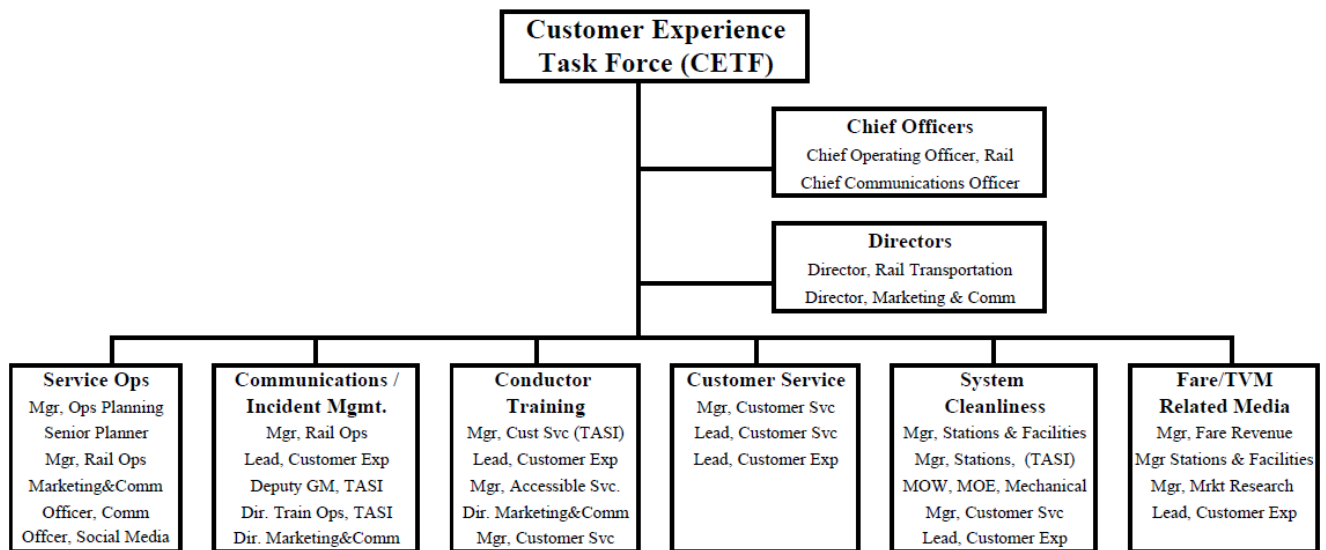 Customer Experience
Task Force (CETF)
Chief Officers
Chief Operating Officer, Rail
Chief Communications Officer
Directors
Director, Rail Transportation
Director, Marketing & Comm
Service Ops
Mgr, Ops Planning
Senior Planner
Mgr, Rail Ops
Marketing&Comm
Officer, Comm
Offcer, Social Media
Communications /
Incident Mgmt.
Mgr, Rail Ops
Lead, Customer Exp
Deputy GM, TASI
Dir. Train Ops, TASI
Dir. Marketing&Comm
Conductor
Training
Mgr, Cust Svc (TASI)
Lead, Customer Exp
Mgr, Accessible Svc.
Dir. Marketing&Comm
Mgr, Customer Svc
Customer Service
Mgr, Customer Svc
Lead, Customer Svc
Lead, Customer Exp
System
Cleanliness
Mgr, Stations & Facilities
Mgr, Stations, (TASI)
MOW, MOE, Mechanical
Mgr, Customer Svc
Lead, Customer Exp
Fare/TVM
Related Media
Mgr, Fare Revenue
Mgr Stations & Facilities
Mgr, Mrkt Research
Lead, Customer Exp